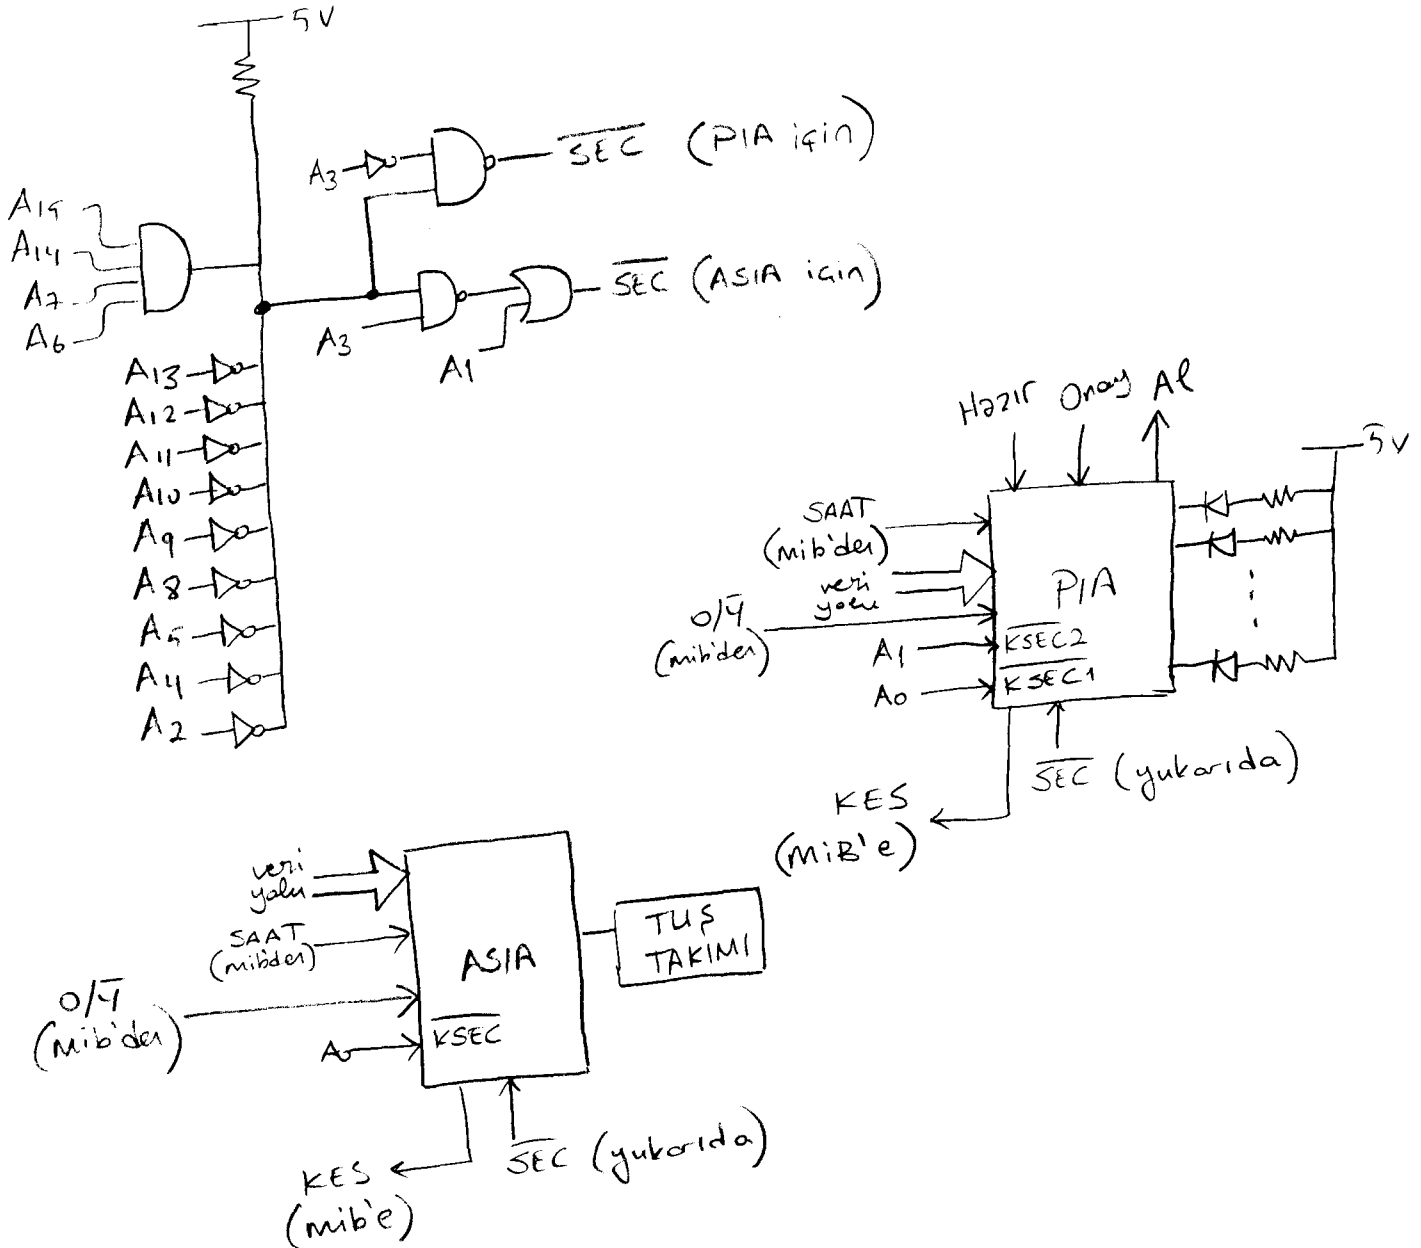 5V
A3
SEC (PIA için)
A15
A14
A7
A6
SEC (ASIA için)
A3
A1
A13
A12
A11
A10
A9
A8
A5
A4
A2
Hazır Onay Al
5V
SAAT
(mib'den)
veri
yolu
PIA
O/Y
(mib'den)
A1
KSEC2
A0
KSEC1
SEC (yukarıda)
KES
(MİB'e)
veri
yolu
SAAT
(mib'den)
ASIA
TUŞ
TAKIMI
O/Y
(mib'den)
A0
KSEC
SEC (yukarıda)
KES
(mib'e)